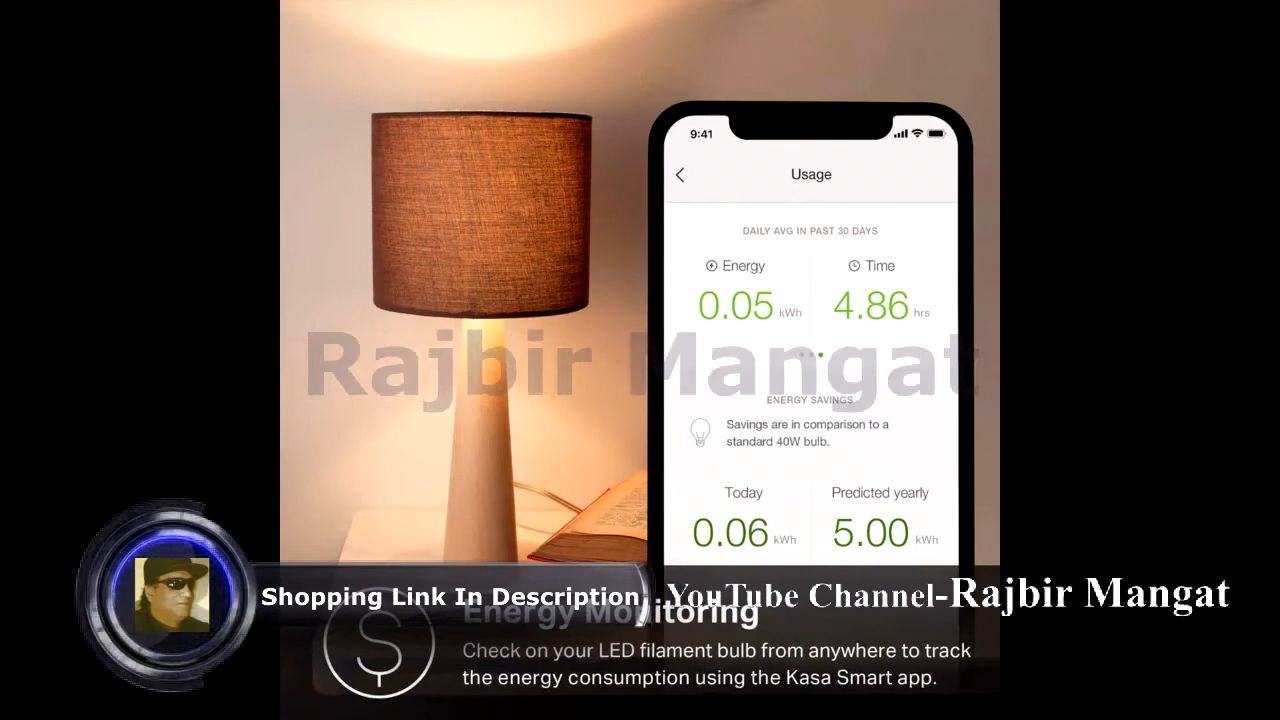 9:41
Usage
DAILY AVG IN PAST 30 DAYS
Energy Time
0.05 kWh 4.86 hrs
Rajbir Mangat
ENERGY SAVINGS
Savings are in comparison to a
standard 40W bulb.
Today Predicted yearly
0.06 kWh 5.00 kWh
Shopping Link In Description, YouTube Channel-Rajbir Mangat
Energy Monitoring
Check on your LED filament bulb from anywhere to track
the energy consumption using the Kasa Smart app.